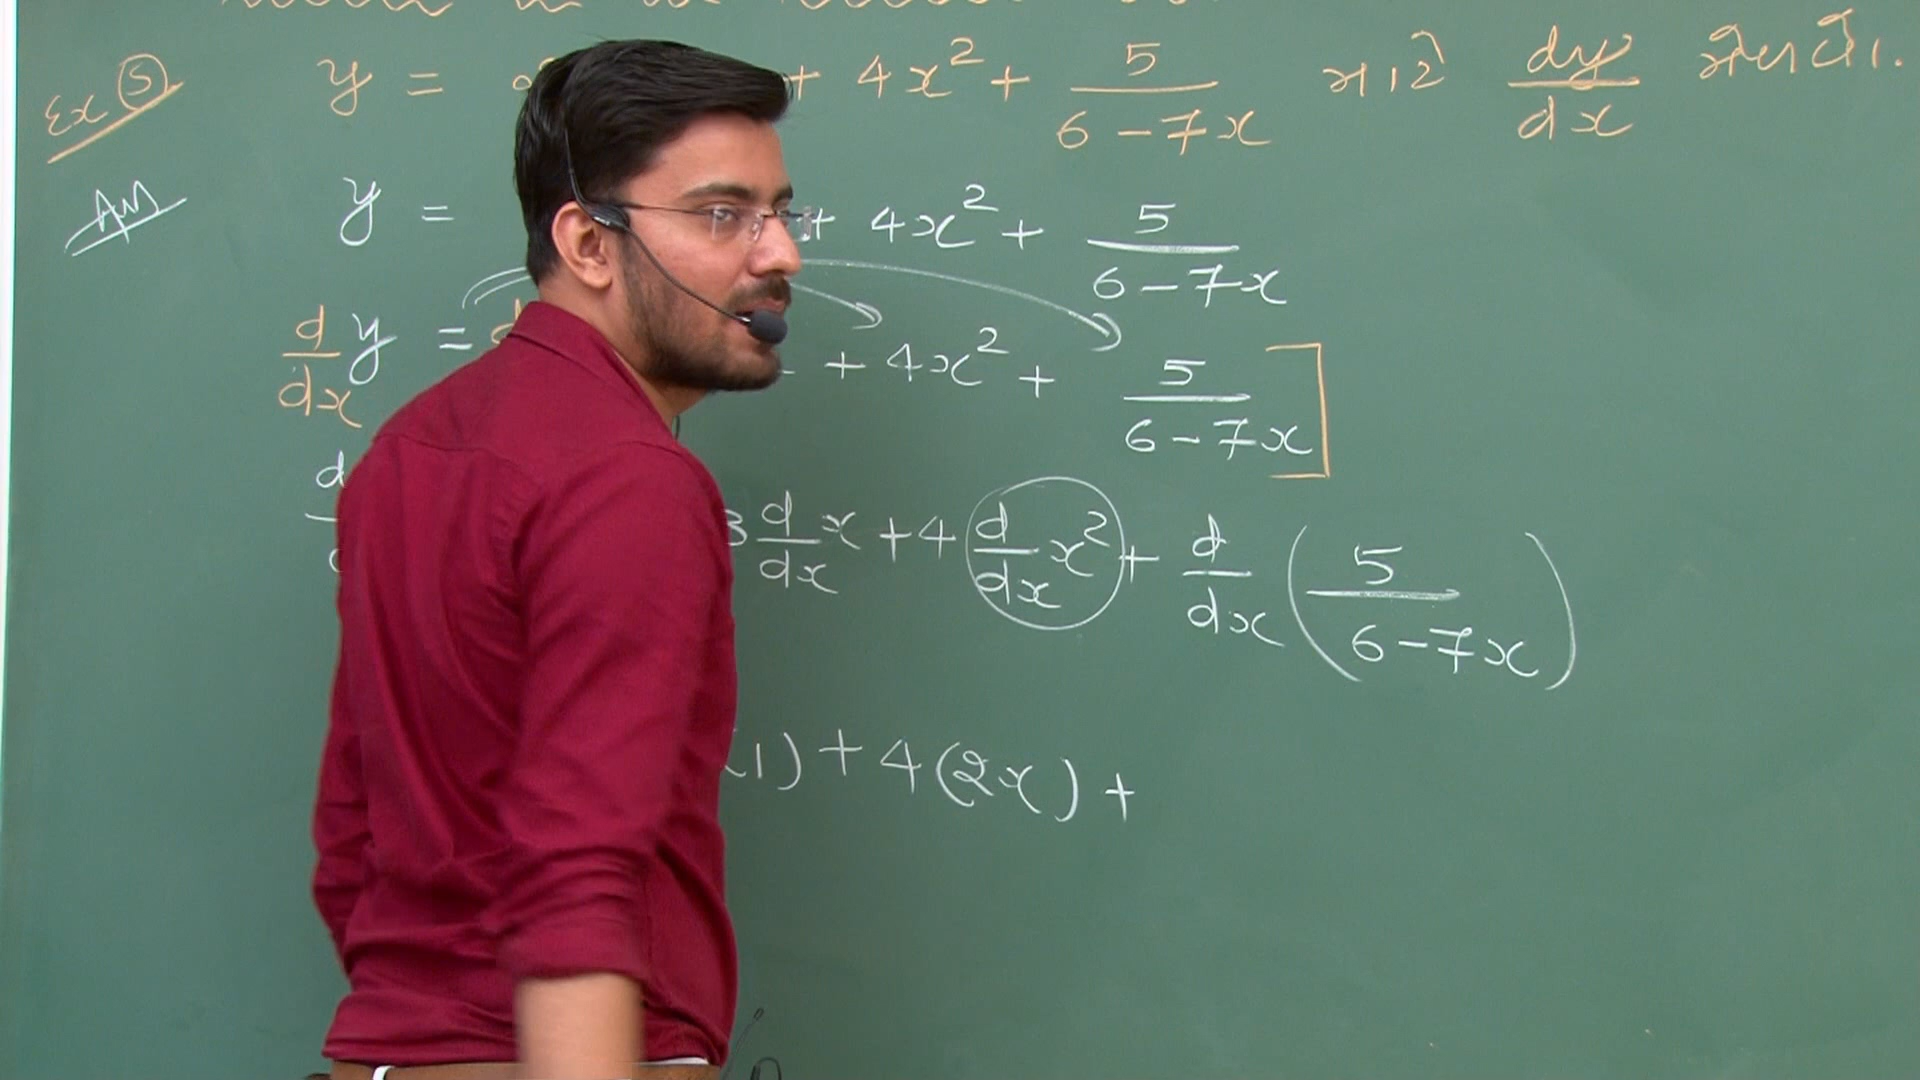 Ex (5) y = + 4x² + 5/(6-7x) માટે dy/dx મેળવો.
Ans y = + 4x² + 5/(6-7x)
d/dx y = + 4x² + 5/(6-7x) ]
d 3 d/dx x + 4 d/dx x² + d/dx (5/(6-7x))
(1) + 4(2x) +